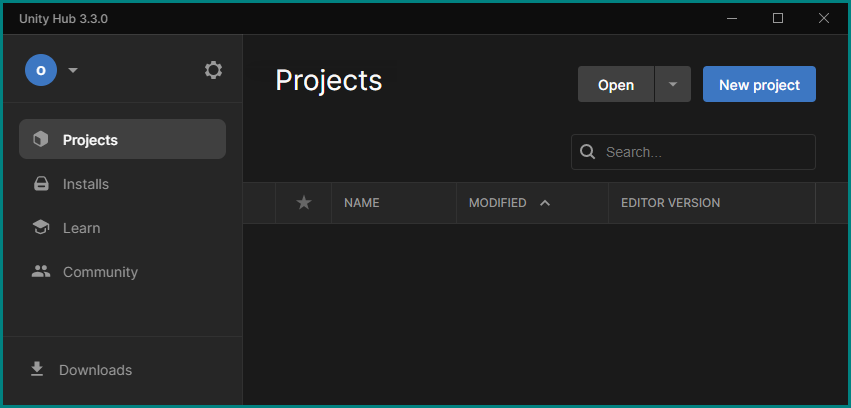 Unity Hub 3.3.0
O
Projects
Installs
Learn
Community
Downloads
Projects
Open
New project
Search...
NAME MODIFIED EDITOR VERSION